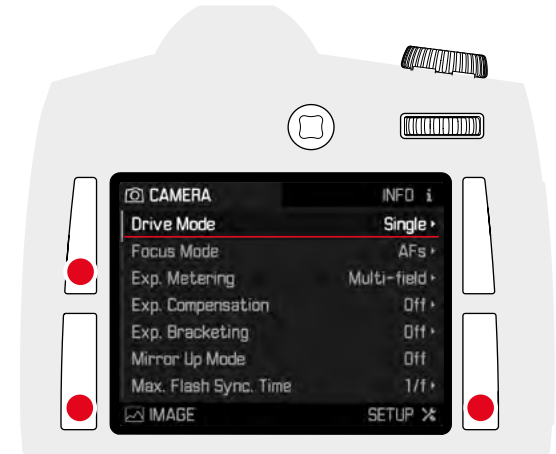 CAMERA INFO i
Drive Mode Single
Focus Mode AFs
Exp. Metering Multi-field
Exp. Compensation Off
Exp. Bracketing Off
Mirror Up Mode Off
Max. Flash Sync. Time 1/f
IMAGE SETUP